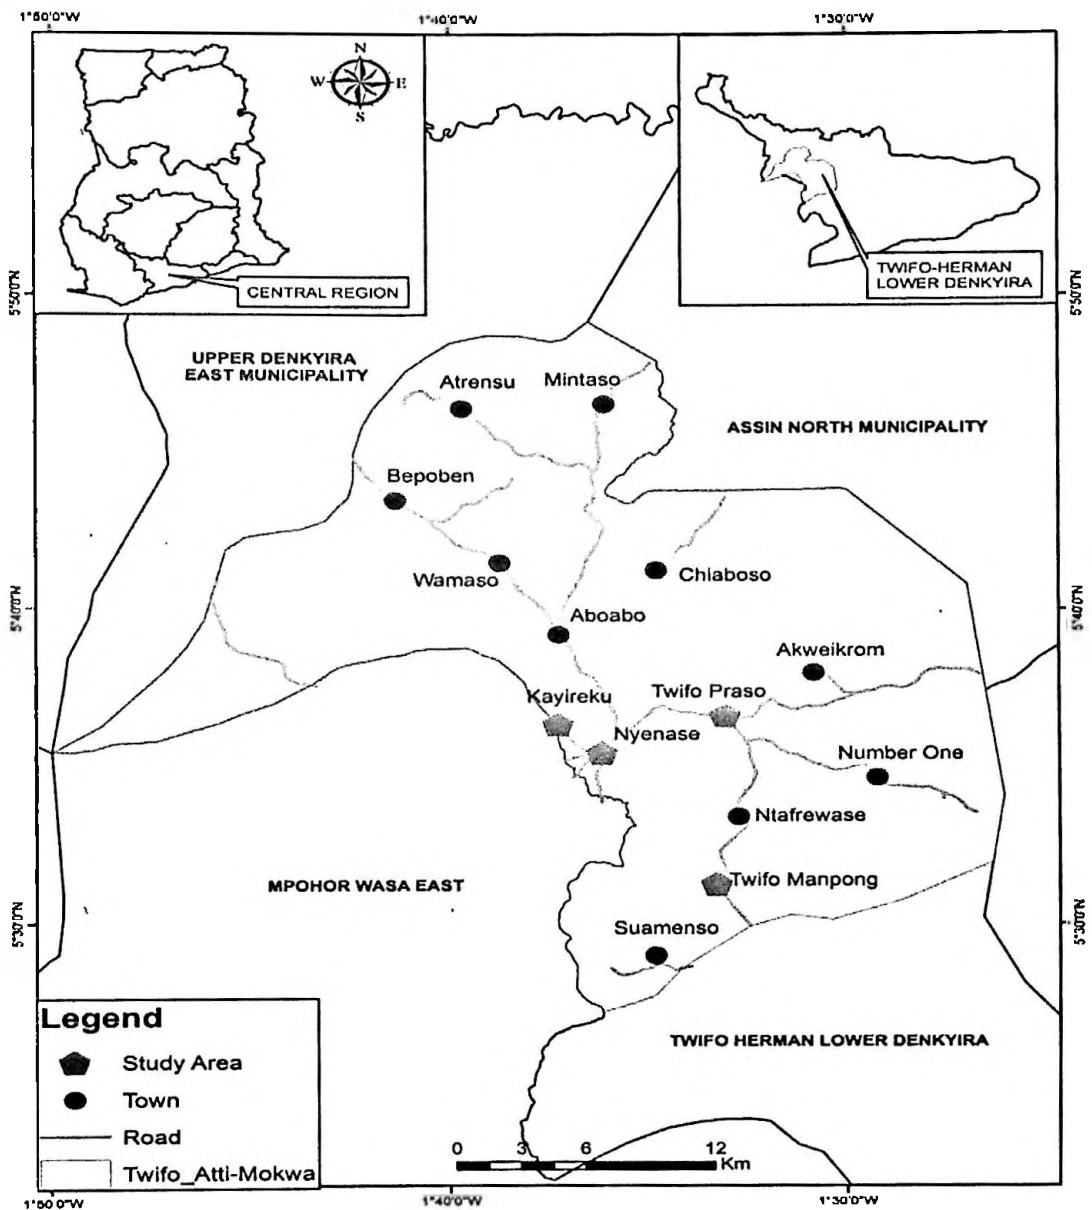 1°50'0"W
1°40'0"W
1°30'0"W
N
W
E
S
CENTRAL REGION
TWIFO-HERMAN
LOWER DENKYIRA
5°50'0"N
5°50'0"N
UPPER DENKYIRA
EAST MUNICIPALITY
Atrensu
Mintaso
ASSIN NORTH MUNICIPALITY
Bepoben
Wamaso
Chiaboso
5°40'0"N
5°40'0"N
Aboabo
Akweikrom
Kayireku
Twifo Praso
Nyenase
Number One
Ntafrewase
MPOHOR WASA EAST
Twifo Manpong
5°30'0"N
5°30'0"N
Suamenso
TWIFO HERMAN LOWER DENKYIRA
Legend
Study Area
Town
Road
Twifo_Atti-Mokwa
0 3 6 12
Km
1°50'0"W
1°40'0"W
1°30'0"W